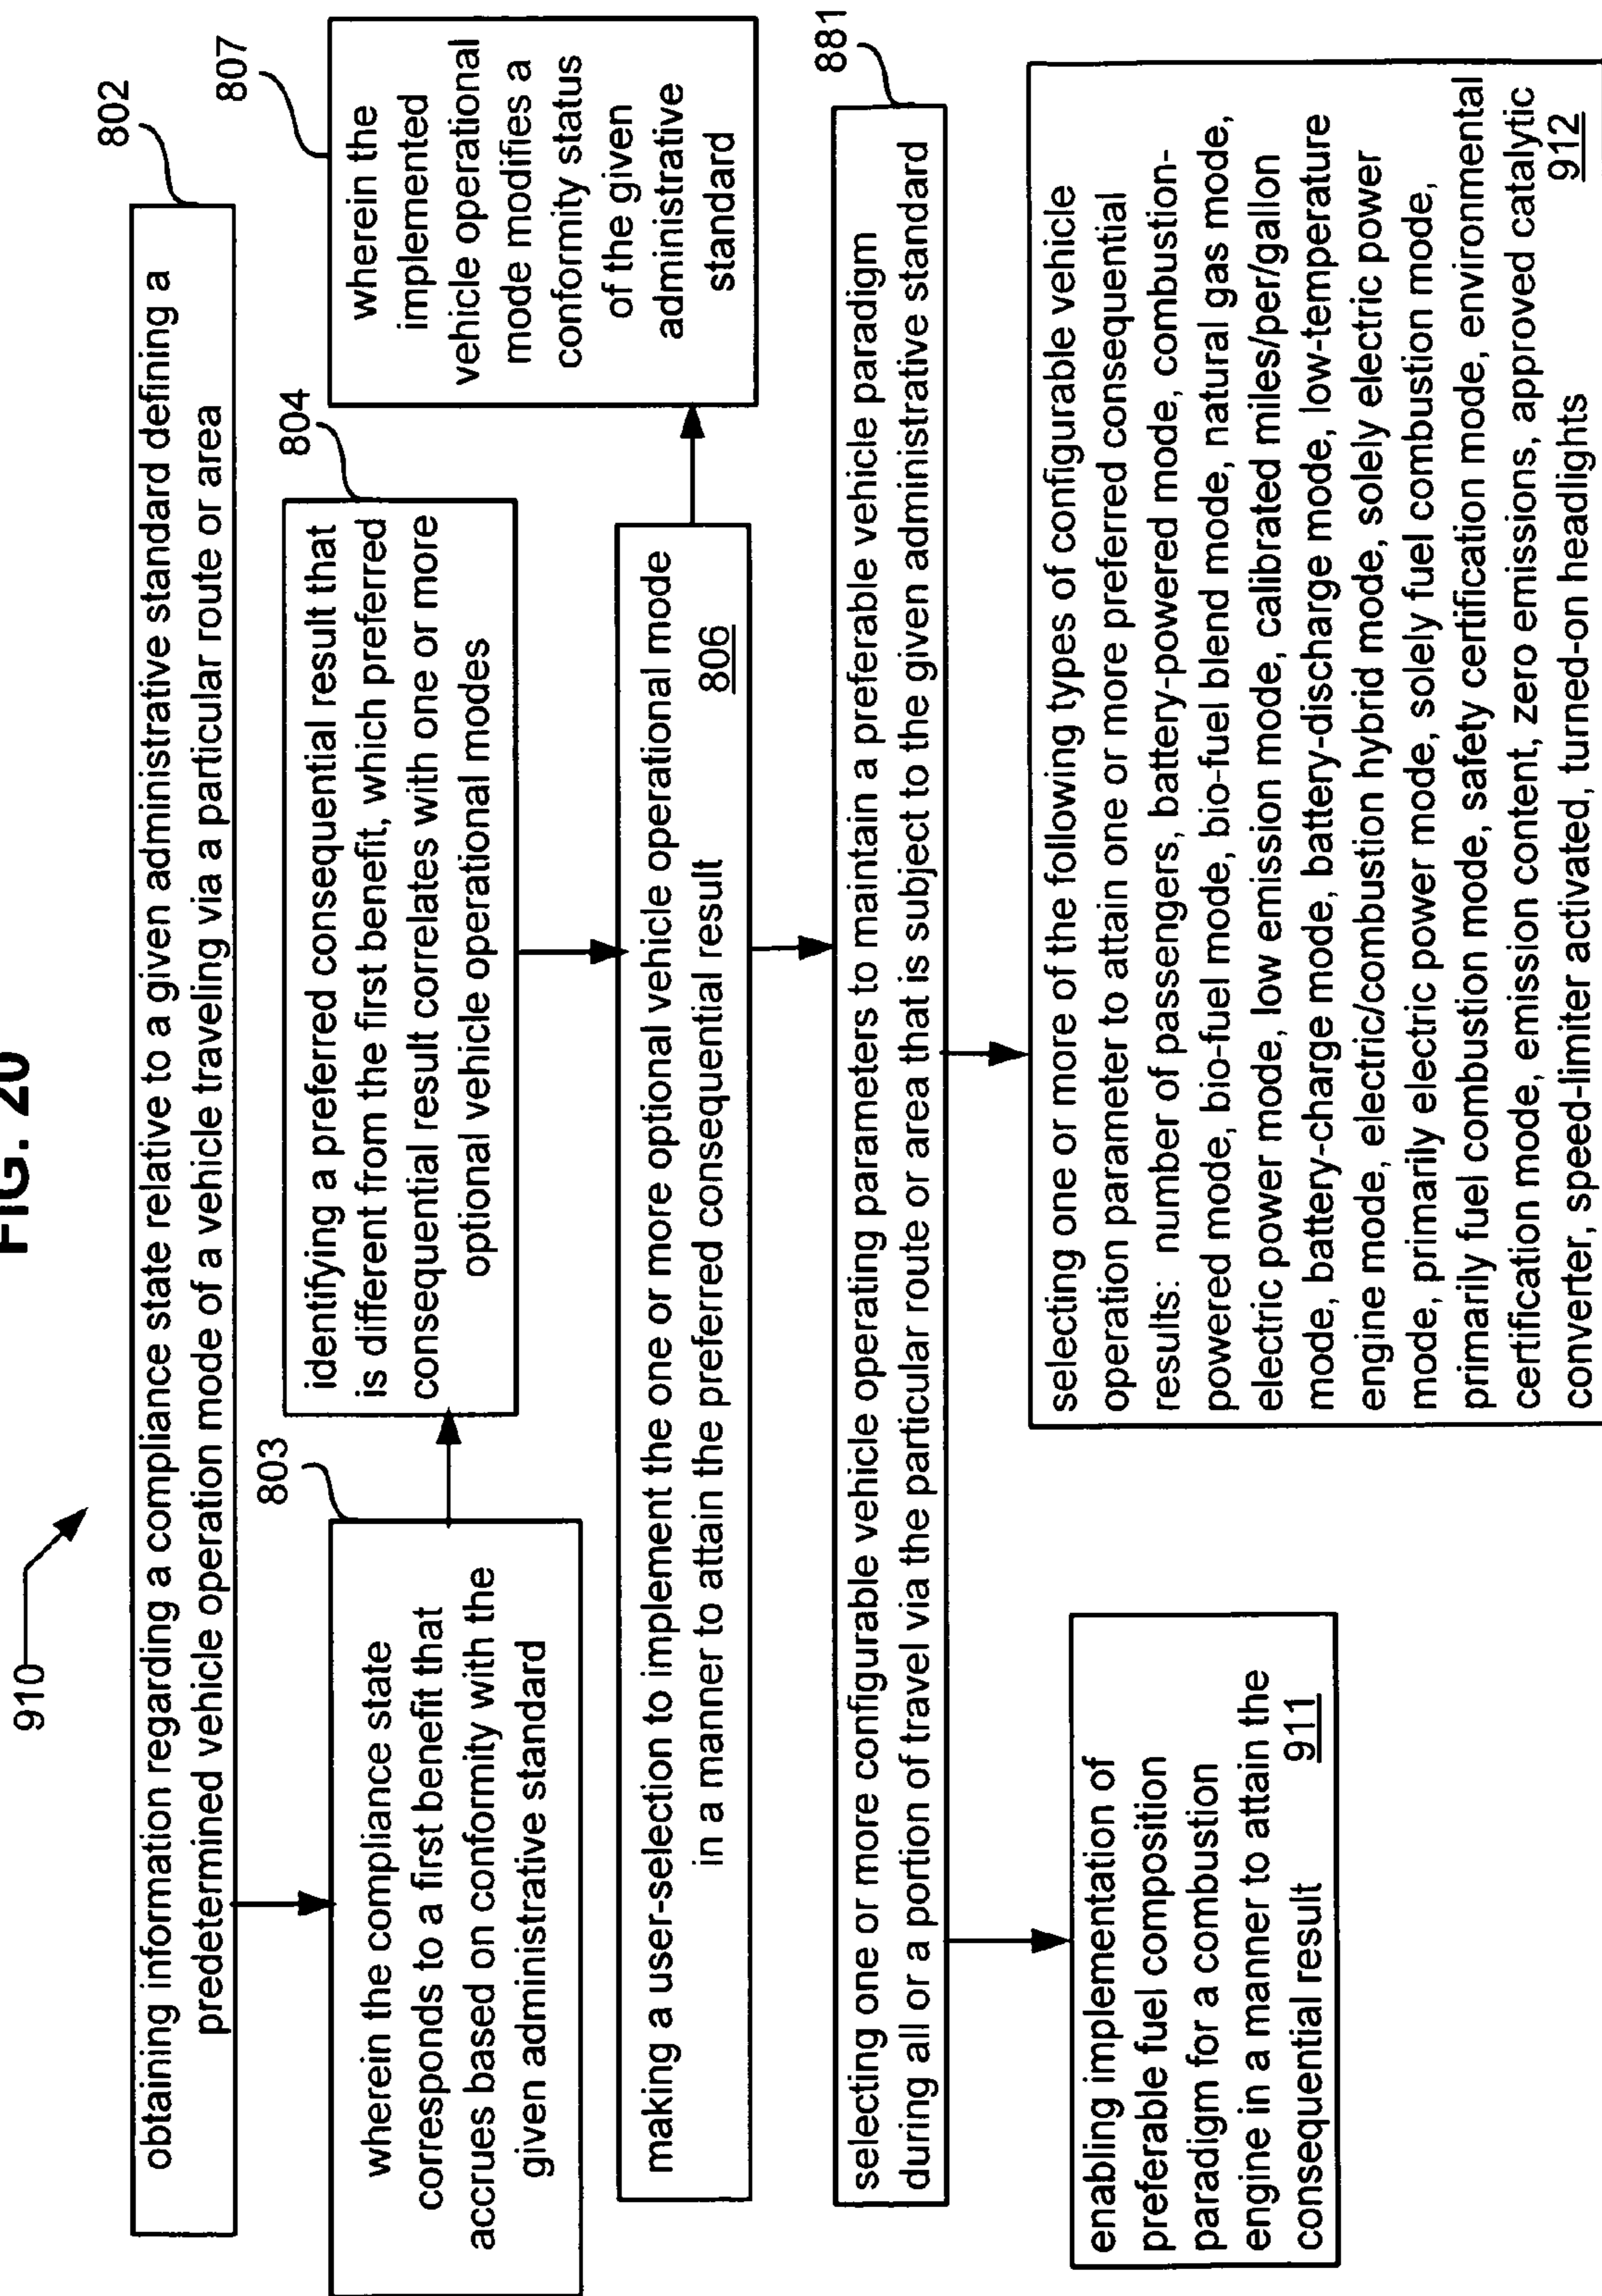 FIG. 20
910
802
obtaining information regarding a compliance state relative to a given administrative standard defining a
predetermined vehicle operation mode of a vehicle traveling via a particular route or area
803
wherein the compliance state
corresponds to a first benefit that
accrues based on conformity with the
given administrative standard
804
identifying a preferred consequential result that
is different from the first benefit, which preferred
consequential result correlates with one or more
optional vehicle operational modes
807
wherein the
implemented
vehicle operational
mode modifies a
conformity status
of the given
administrative
standard
making a user-selection to implement the one or more optional vehicle operational mode
in a manner to attain the preferred consequential result 806
881
selecting one or more configurable vehicle operating parameters to maintain a preferable vehicle paradigm
during all or a portion of travel via the particular route or area that is subject to the given administrative standard
enabling implementation of
preferable fuel composition
paradigm for a combustion
engine in a manner to attain the
consequential result 911
selecting one or more of the following types of configurable vehicle
operation parameter to attain one or more preferred consequential
results: number of passengers, battery-powered mode, combustion-
powered mode, bio-fuel mode, bio-fuel blend mode, natural gas mode,
electric power mode, low emission mode, calibrated miles/per/gallon
mode, battery-charge mode, battery-discharge mode, low-temperature
engine mode, electric/combustion hybrid mode, solely electric power
mode, primarily electric power mode, solely fuel combustion mode,
primarily fuel combustion mode, safety certification mode, environmental
certification mode, emission content, zero emissions, approved catalytic
converter, speed-limiter activated, turned-on headlights 912